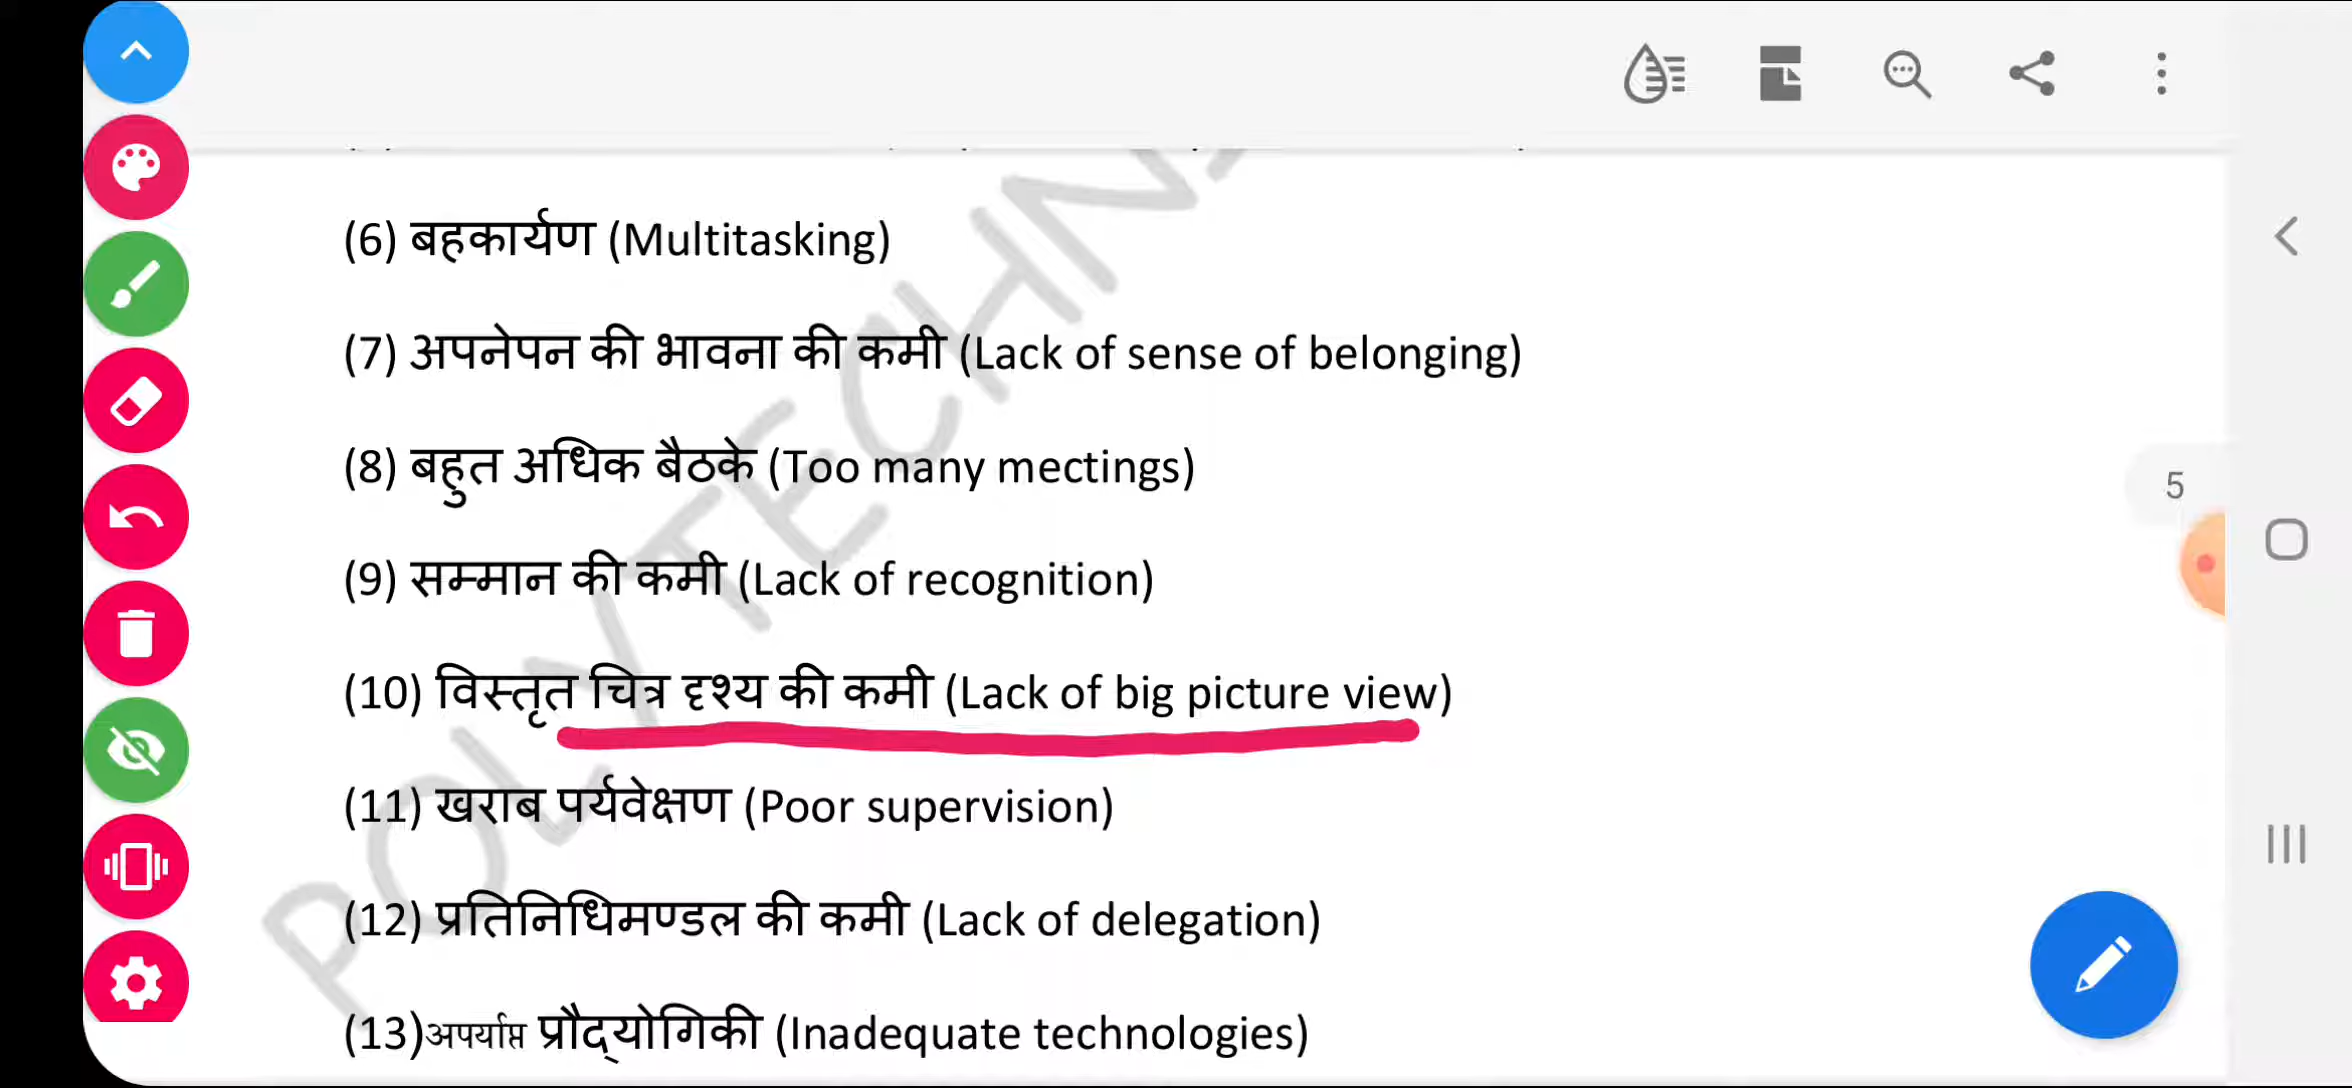 (6) बहकार्यण (Multitasking)
(7) अपनेपन की भावना की कमी (Lack of sense of belonging)
(8) बहुत अधिक बैठके (Too many mectings)
5
(9) सम्मान की कमी (Lack of recognition)
(10) विस्तृत चित्र दृश्य की कमी (Lack of big picture view)
(11) खराब पर्यवेक्षण (Poor supervision)
(12) प्रतिनिधिमण्डल की कमी (Lack of delegation)
(13)अपर्याप्त प्रौद्योगिकी (Inadequate technologies)